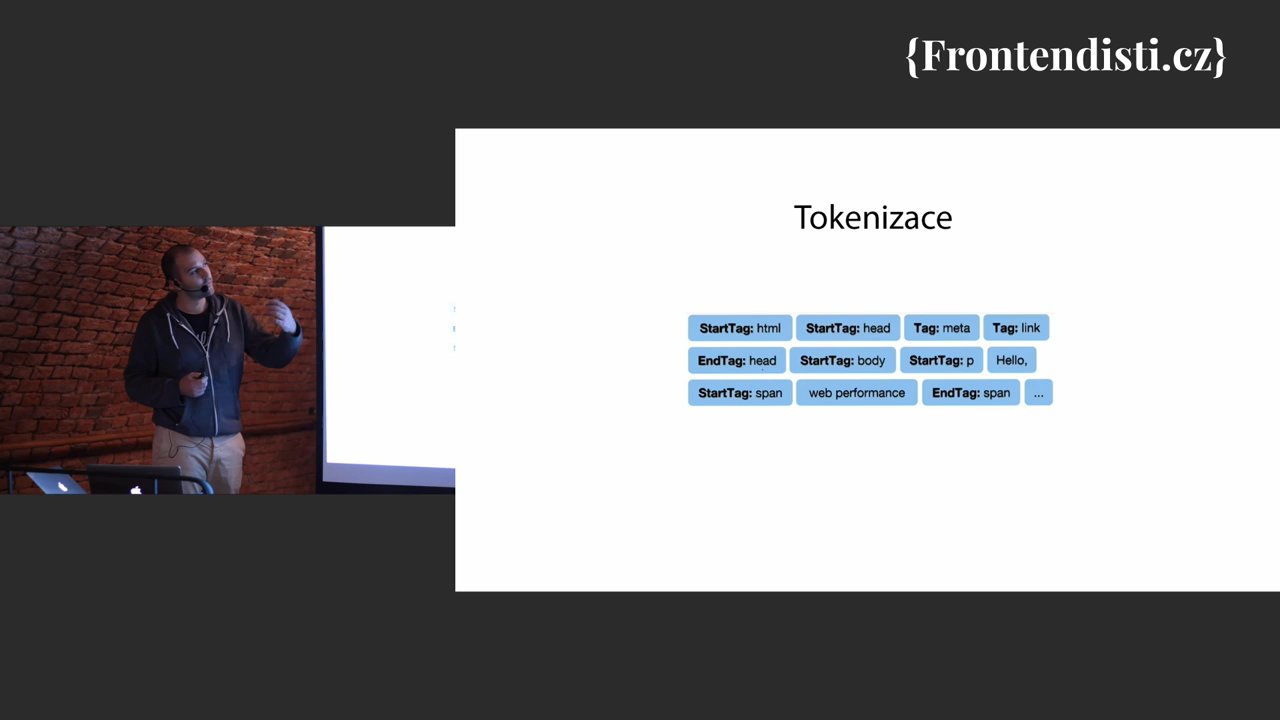 {Frontendisti.cz}
Tokenizace
StartTag: html StartTag: head Tag: meta Tag: link
EndTag: head StartTag: body StartTag: p Hello,
StartTag: span web performance EndTag: span ...